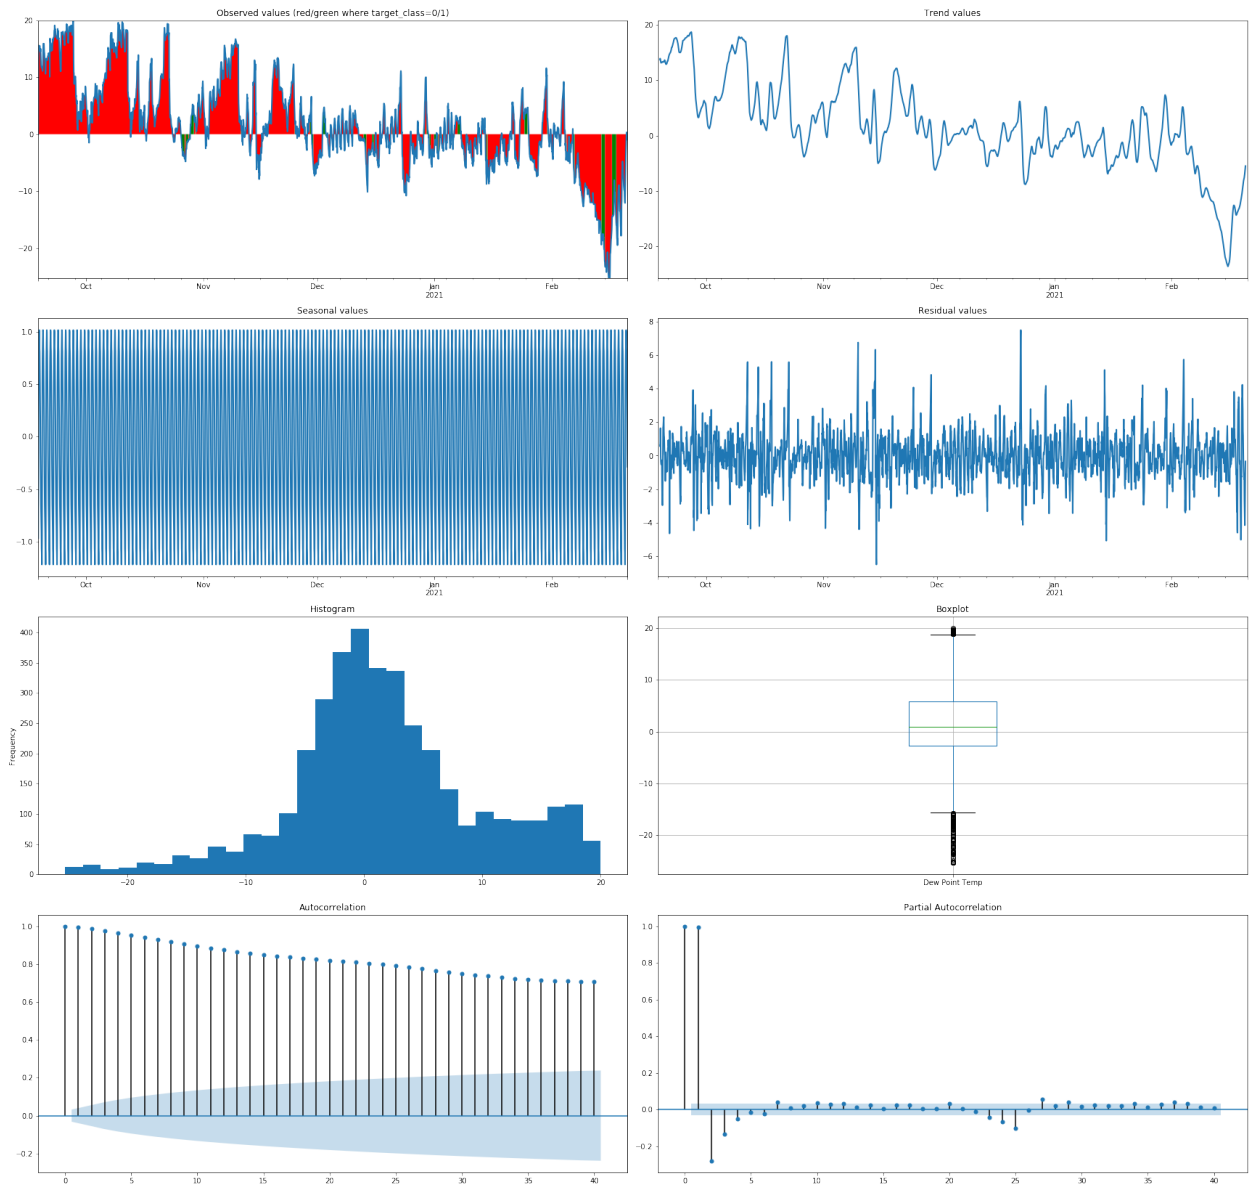 Observed values (red/green where target_class=0/1)
20
10
0
−10
−20
Oct
Nov
Dec
Jan
2021
Feb
Trend values
20
10
0
−10
−20
Oct
Nov
Dec
Jan
2021
Feb
Seasonal values
1.0
0.5
0.0
−0.5
−1.0
Oct
Nov
Dec
Jan
2021
Feb
Residual values
8
6
4
2
0
−2
−4
−6
Oct
Nov
Dec
Jan
2021
Feb
Histogram
Frequency
400
350
300
250
200
150
100
50
0
−20
−10
0
10
20
Boxplot
20
10
0
−10
−20
Dew Point Temp
Autocorrelation
1.0
0.8
0.6
0.4
0.2
0.0
−0.2
0 5 10 15 20 25 30 35 40
Partial Autocorrelation
1.0
0.8
0.6
0.4
0.2
0.0
−0.2
0 5 10 15 20 25 30 35 40